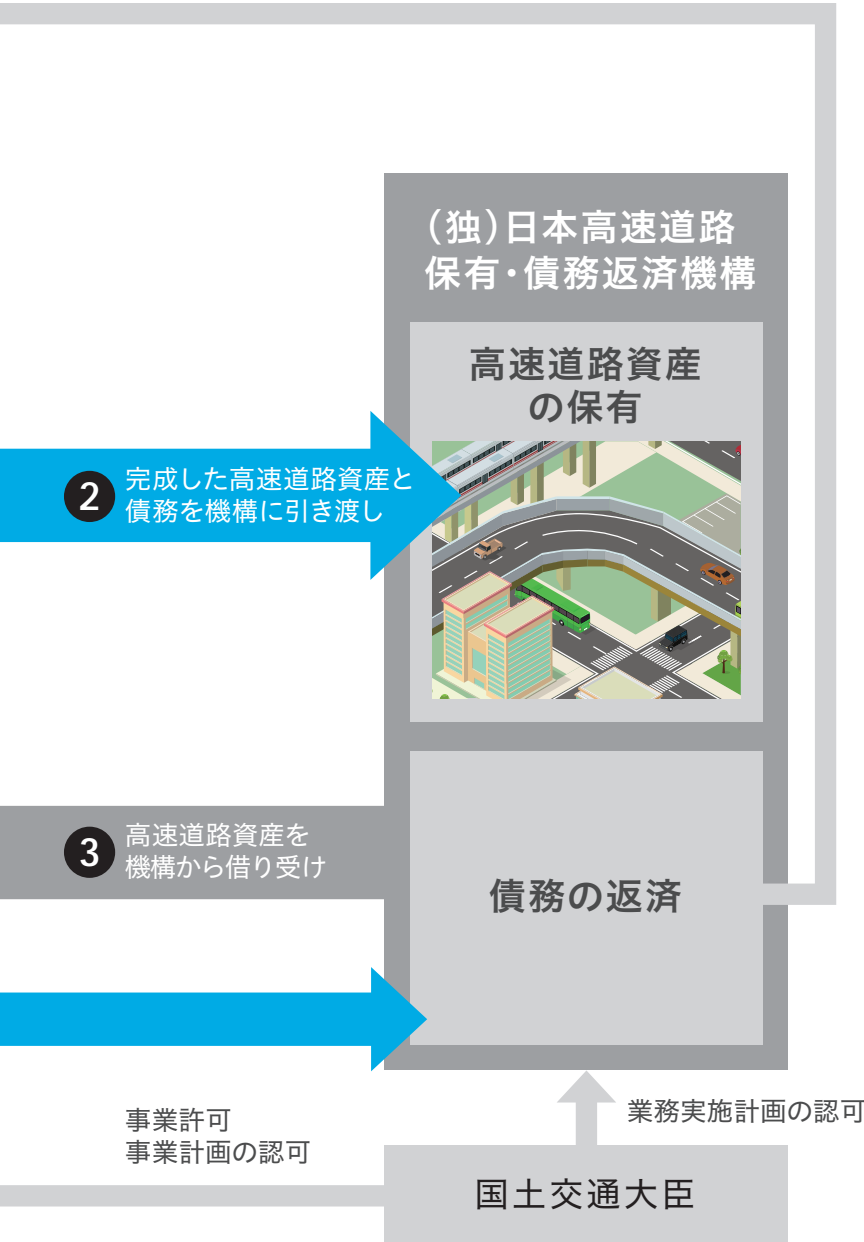 （独）日本高速道路
保有・債務返済機構
高速道路資産
の保有
2 完成した高速道路資産と
債務を機構に引き渡し
3 高速道路資産を
機構から借り受け
債務の返済
事業許可
事業計画の認可
業務実施計画の認可
国土交通大臣